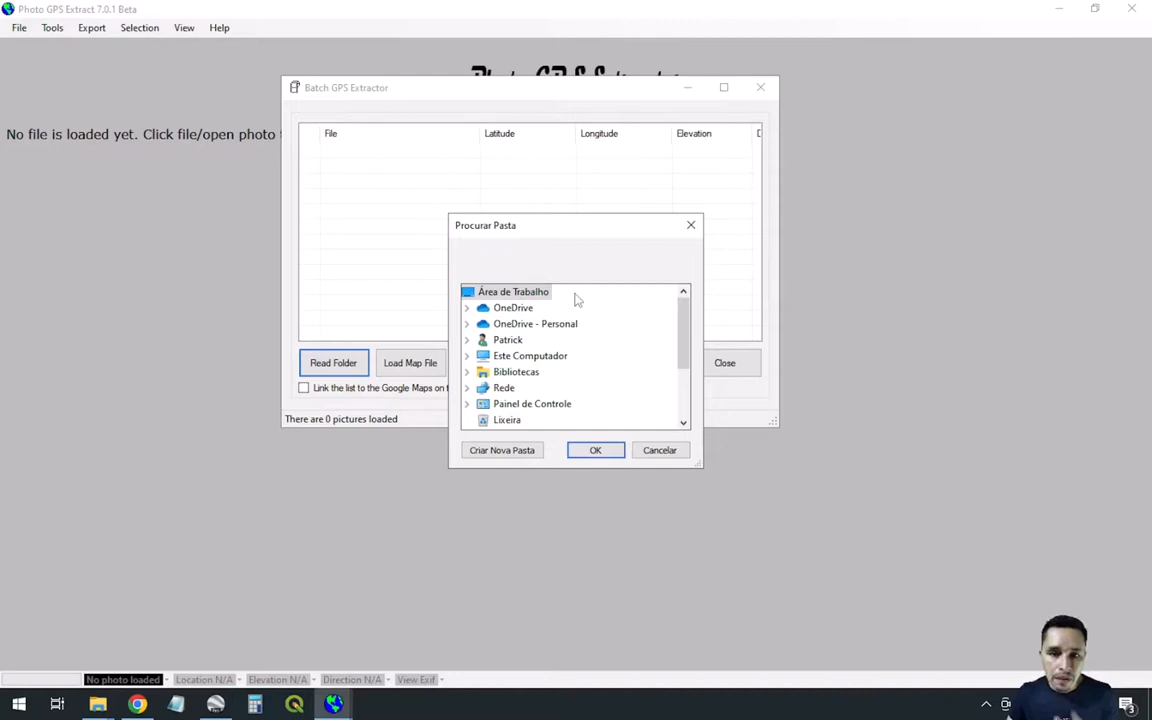 Photo GPS Extract 7.0.1 Beta
File Tools Export Selection View Help
Batch GPS Extractor
No file is loaded yet. Click file/open photo
File Latitude Longitude Elevation
Procurar Pasta
Área de Trabalho
OneDrive
OneDrive - Personal
Patrick
Este Computador
Bibliotecas
Rede
Painel de Controle
Lixeira
Read Folder Load Map File Close
Link the list to the Google Maps on
There are 0 pictures loaded
Criar Nova Pasta OK Cancelar
No photo loaded Location N/A Elevation N/A Direction N/A View Exif
3